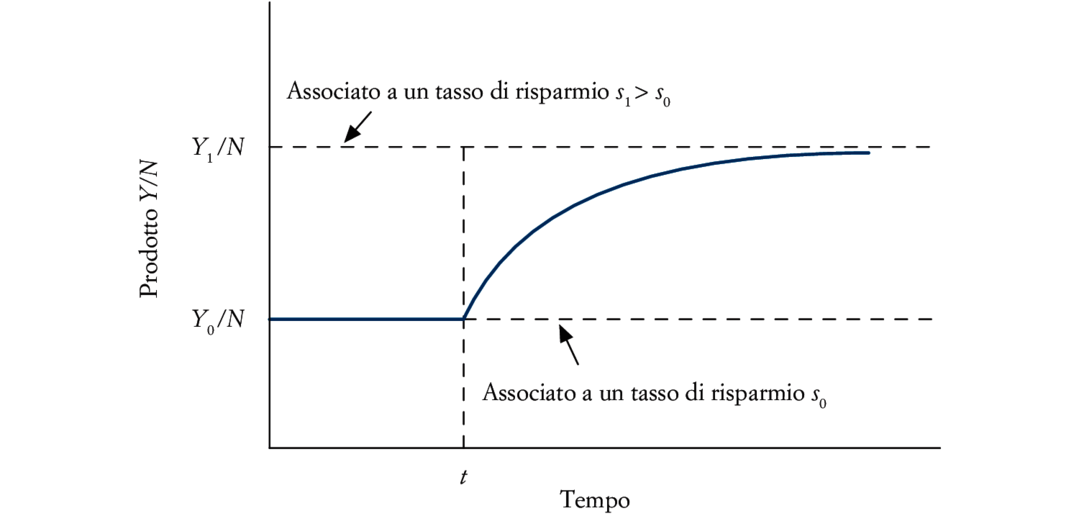 Associato a un tasso di risparmio s₁ > s₀
Y₁/N
Prodotto Y/N
Y₀/N
Associato a un tasso di risparmio s₀
t
Tempo